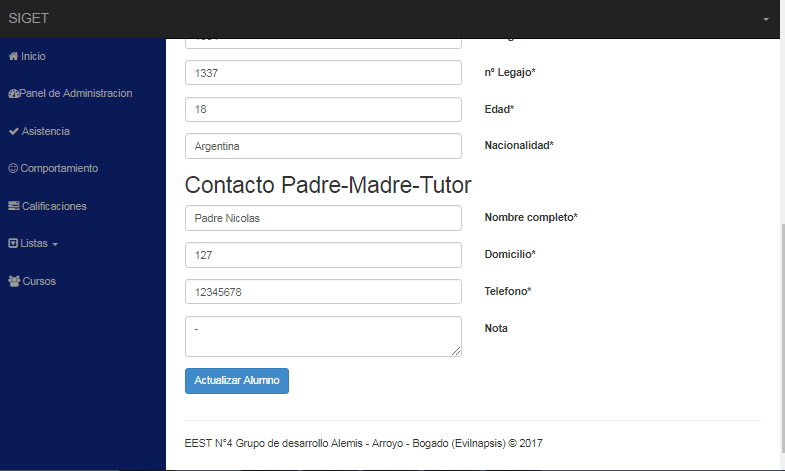 SIGET
Inicio
Panel de Administracion
Asistencia
Comportamiento
Calificaciones
Listas
Cursos
1337
nº Legajo*
18
Edad*
Argentina
Nacionalidad*
Contacto Padre-Madre-Tutor
Padre Nicolas
Nombre completo*
127
Domicilio*
12345678
Telefono*
-
Nota
Actualizar Alumno
EEST N°4 Grupo de desarrollo Alemis - Arroyo - Bogado (Evilnapsis) © 2017